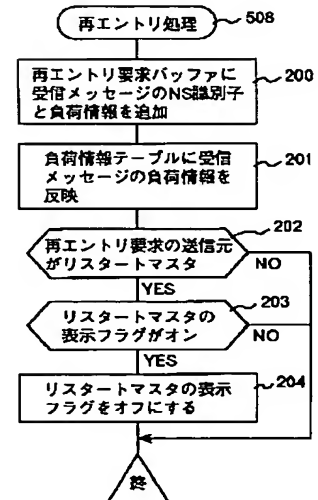 再エントリ処理
508
再エントリ要求バッファに
受信メッセージのNS識別子
と負荷情報を追加
200
負荷情報テーブルに受信
メッセージの負荷情報を
反映
201
202
再エントリ要求の送信元
がリスタートマスタ
NO
YES
203
リスタートマスタの
表示フラグがオン
NO
YES
リスタートマスタの表示
フラグをオフにする
204
終